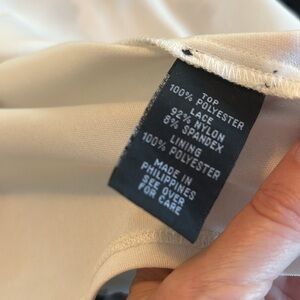 TOP
100% POLYESTER
LACE
92% NYLON
8% SPANDEX
LINING
100% POLYESTER
MADE IN
PHILIPPINES
SEE OVER
FOR CARE